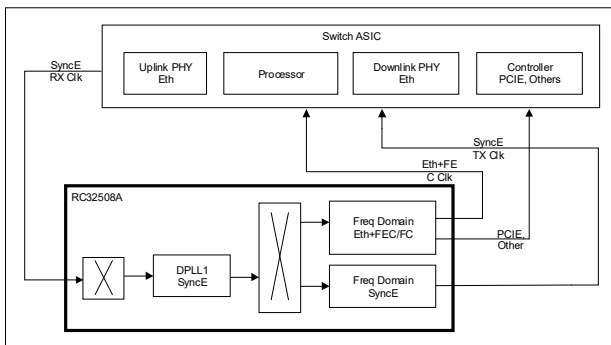 Switch ASIC
SyncE
RX Clk
Uplink PHY
Eth
Processor
Downlink PHY
Eth
Controller
PCIE, Others
SyncE
TX Clk
Eth+FE
C Clk
RC32508A
Freq Domain
Eth+FEC/FC
PCIE,
Other
DPLL1
SyncE
Freq Domain
SyncE